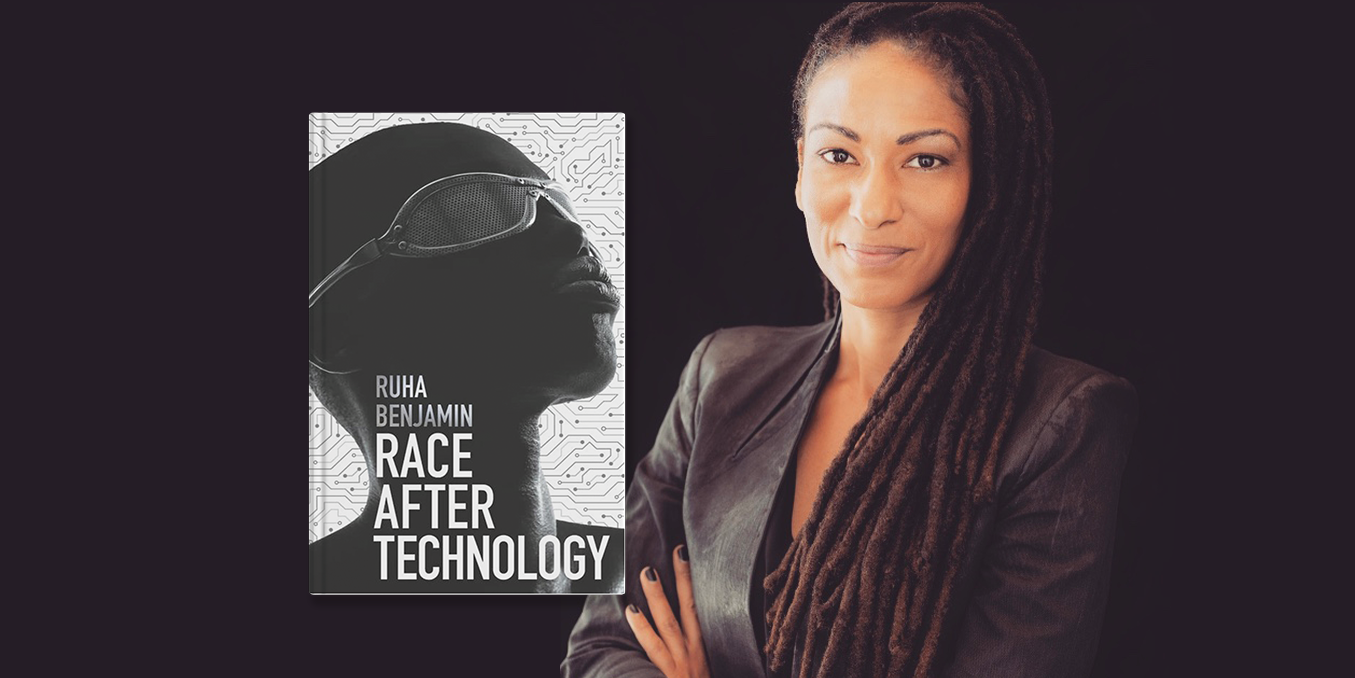 RUHA
BENJAMIN
RACE
AFTER
TECHNOLOGY